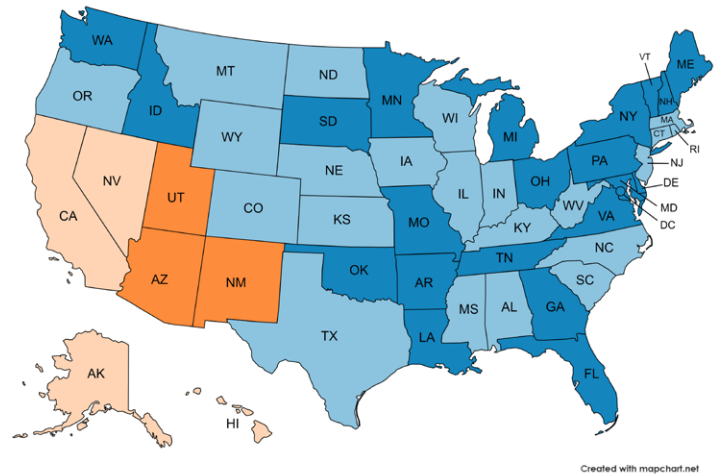 WA
MT
ND
MN
VT
ME
OR
ID
SD
WI
MI
NY
NH
MA
CT
RI
WY
IA
PA
NJ
NV
NE
OH
DE
CA
UT
CO
IL
IN
WV
VA
MD
DC
KS
MO
KY
NC
AZ
NM
OK
AR
TN
SC
TX
LA
MS
AL
GA
FL
AK
HI
Created with mapchart.net